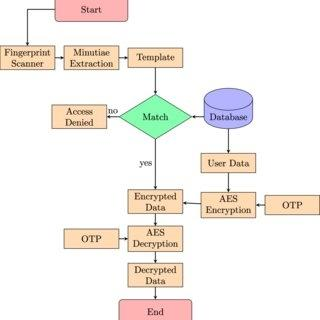 Start
Fingerprint
Scanner
Minutiae
Extraction
Template
Access
Denied
no
Match
Database
yes
User Data
Encrypted
Data
AES
Encryption
OTP
OTP
AES
Decryption
Decrypted
Data
End